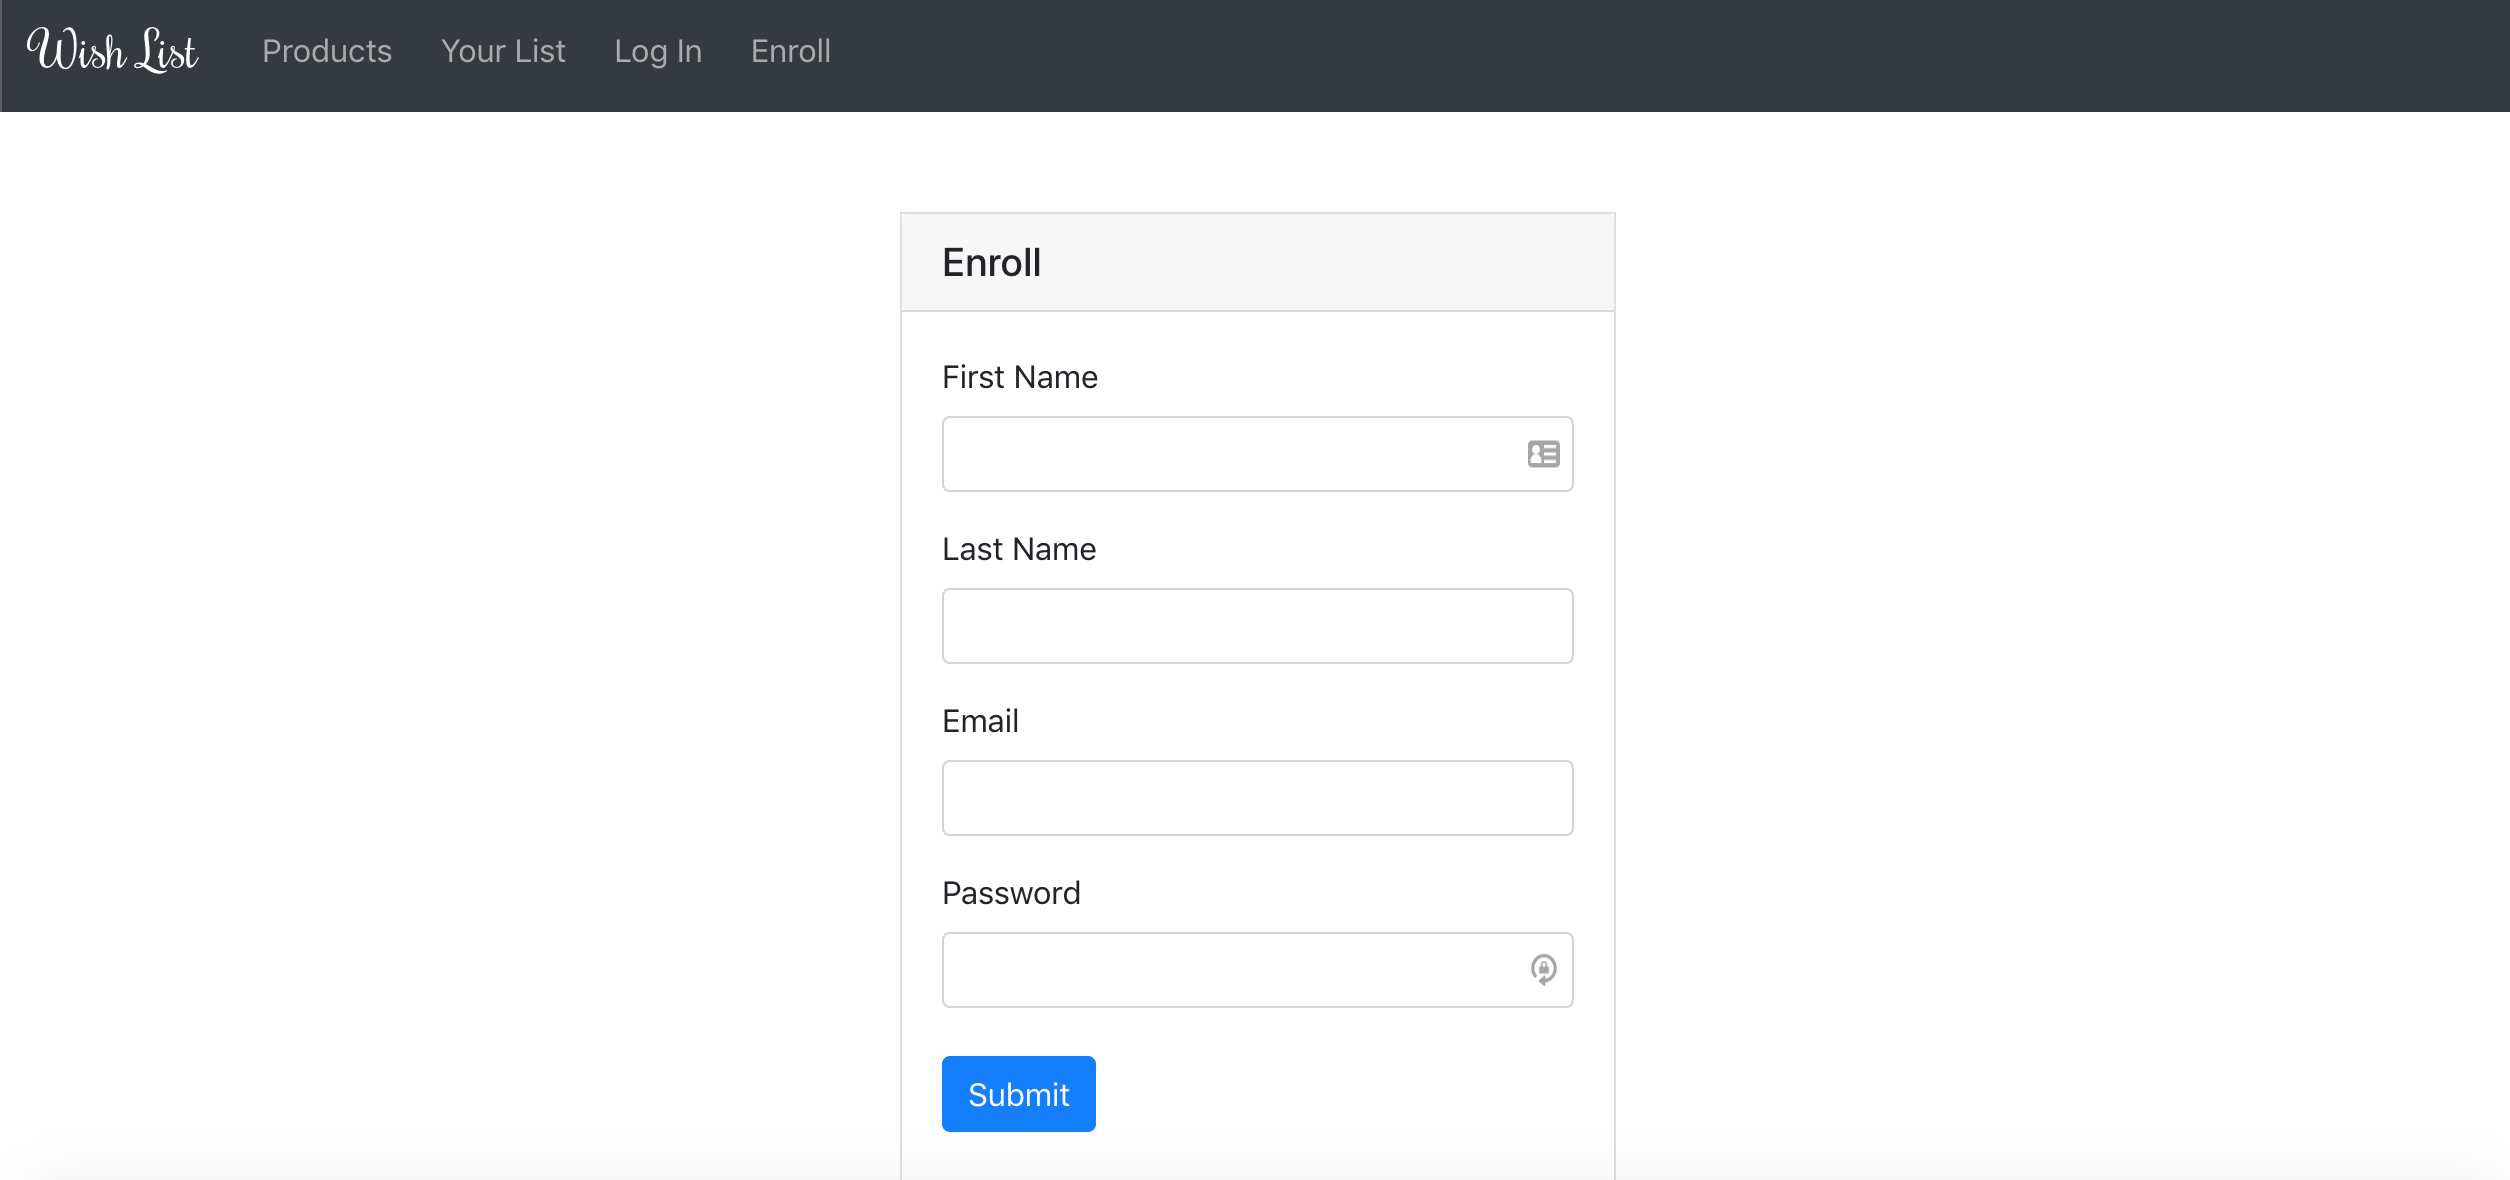 Wish List Products Your List Log In Enroll
Enroll
First Name
Last Name
Email
Password
Submit